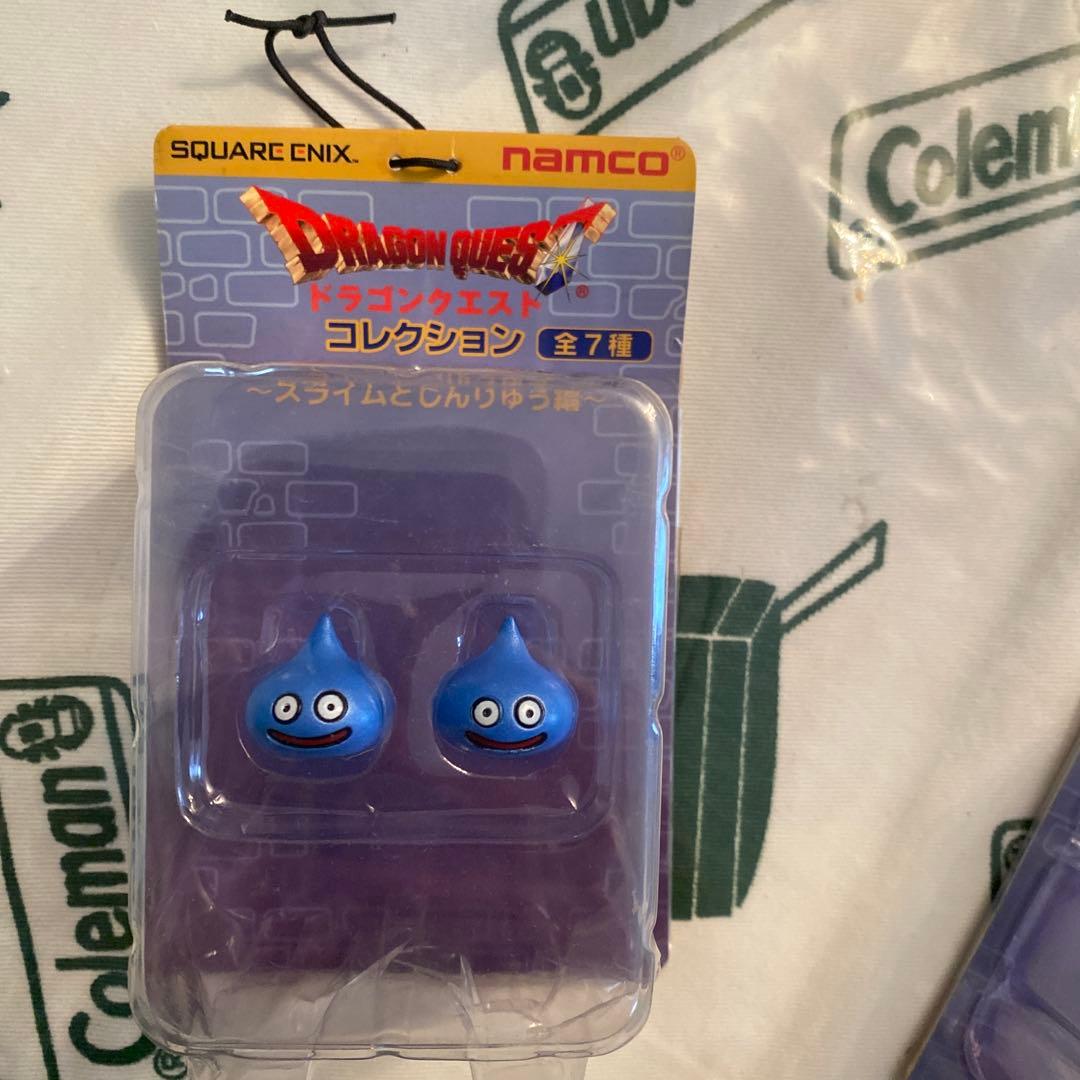 SQUARE ENIX™
namco®
DRAGON QUEST®
ドラゴンクエスト
コレクション 全7種
～スライムとしんりゅう編～
Coleman
Coleman®